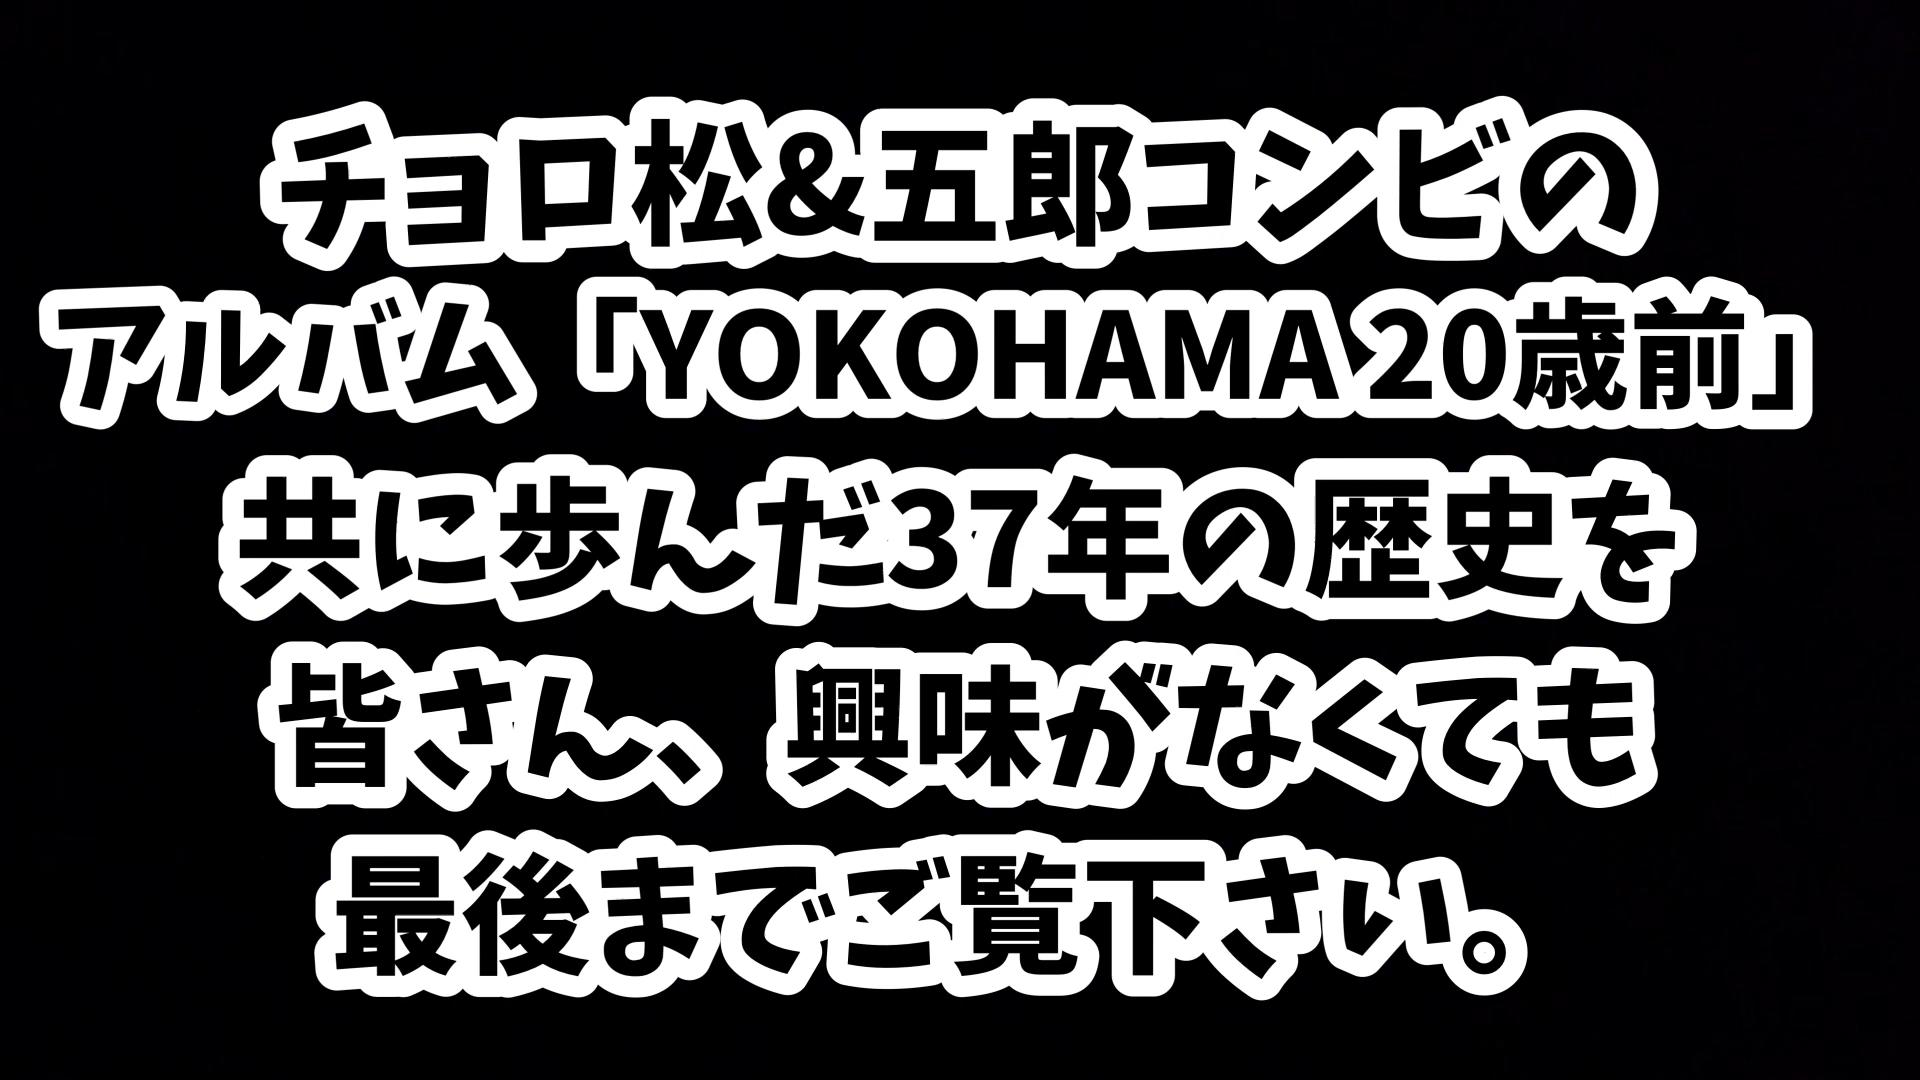 チョロ松&五郎コンビの
アルバム「YOKOHAMA 20歳前」
共に歩んだ37年の歴史を
皆さん、興味がなくても
最後までご覧下さい。